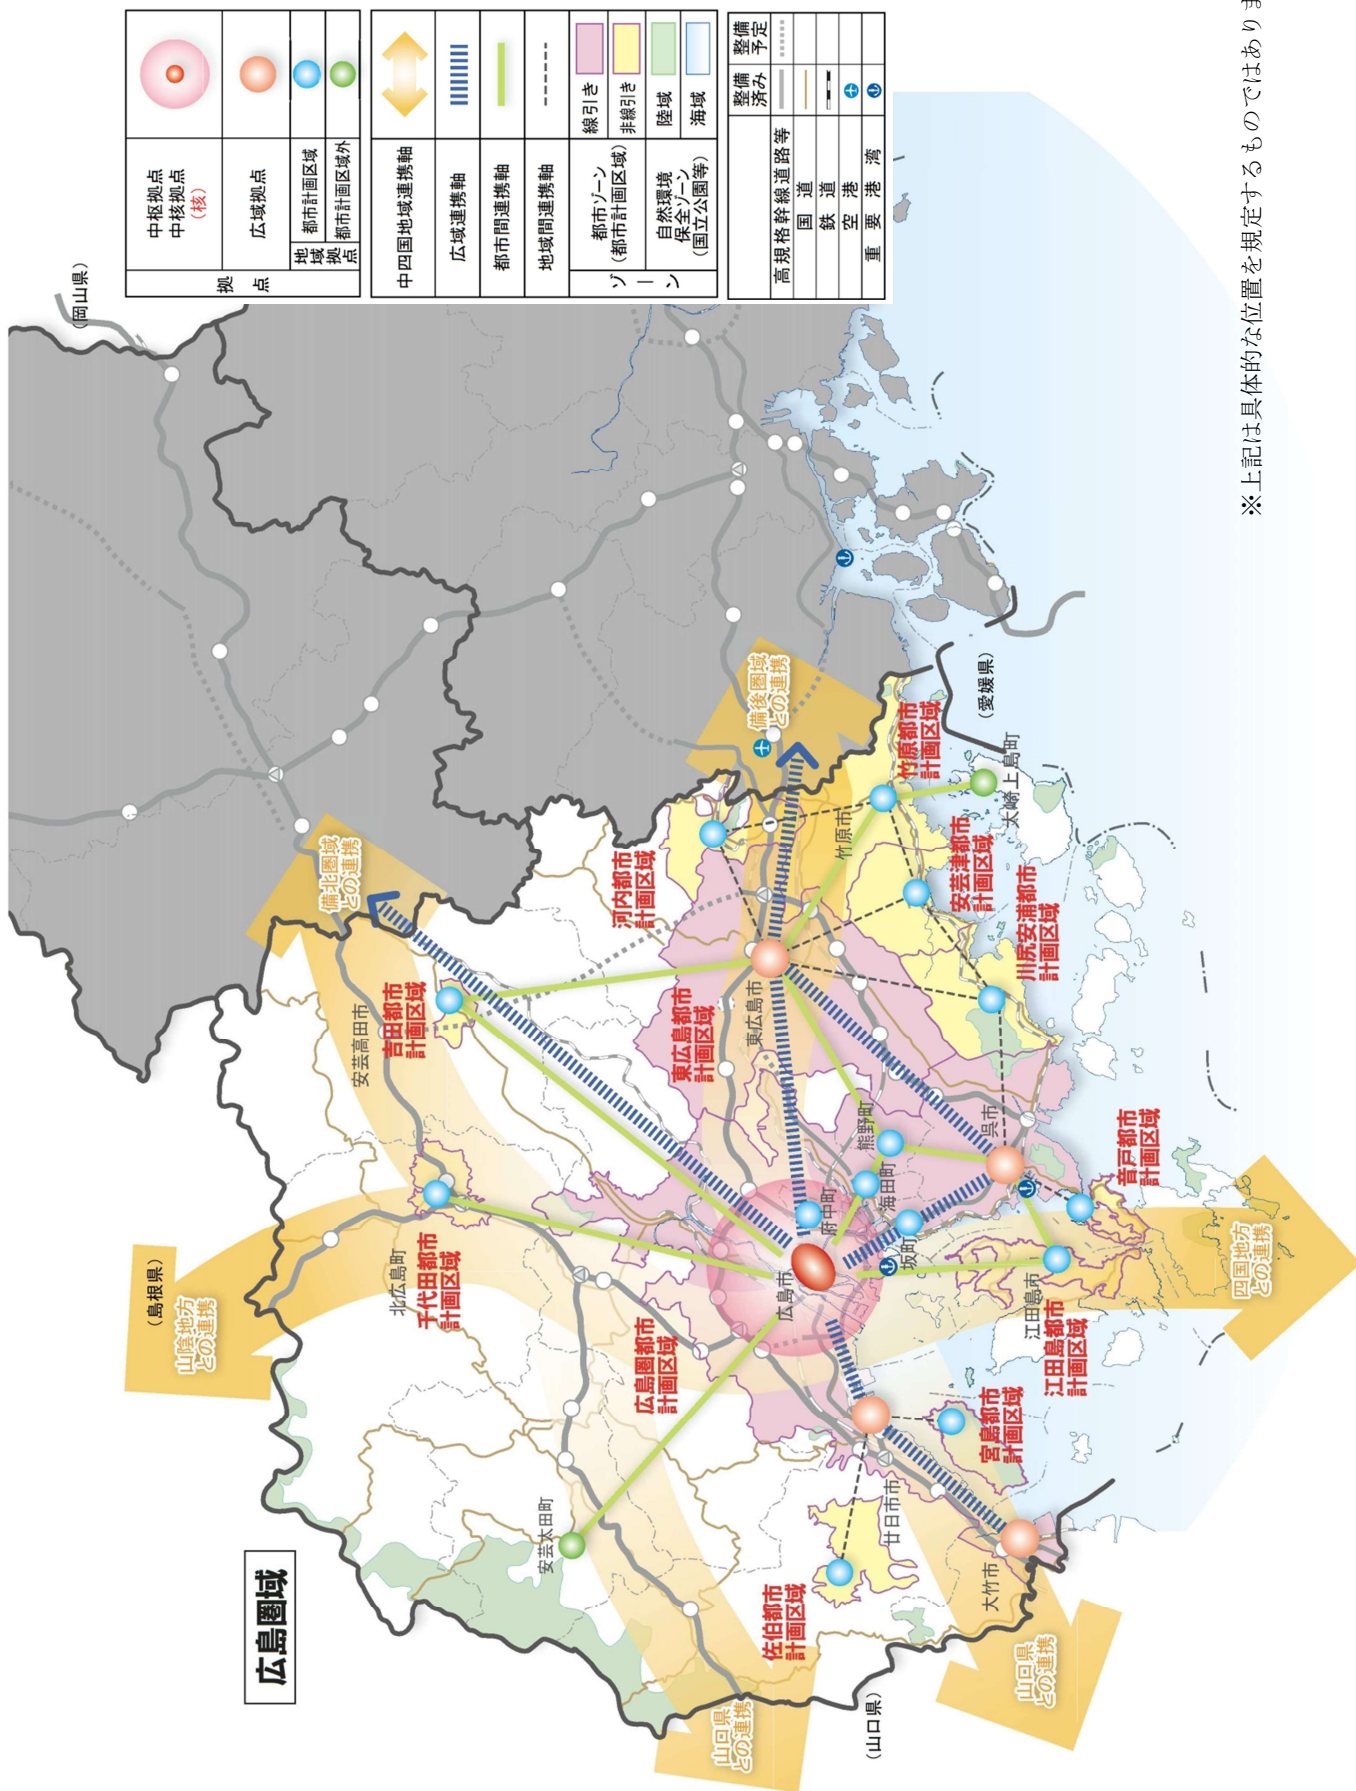 広島圏域
(島根県)
山陰地方
との連携
北広島町
千代田都市
計画区域
安芸高田市
吉田都市
計画区域
備北圏域
との連携
(岡山県)
安芸太田町
広島圏都市
計画区域
広島市
府中町
海田町
熊野町
坂町
東広島都市
計画区域
東広島市
河内都市
計画区域
備後圏域
との連携
竹原市
竹原都市
計画区域
安芸津都市
計画区域
川尻安浦都市
計画区域
大崎上島町
(愛媛県)
呉市
音戸都市
計画区域
江田島市
江田島都市
計画区域
四国地方
との連携
宮島都市
計画区域
廿日市市
佐伯都市
計画区域
大竹市
山口県
との連携
(山口県)
山口県
との連携
拠点
中枢拠点
中核拠点
(核)
広域拠点
地域拠点
都市計画区域
都市計画区域外
中四国地域連携軸
広域連携軸
都市間連携軸
地域間連携軸
ゾーン
都市ゾーン
(都市計画区域)
線引き
非線引き
自然環境
保全ゾーン
(国立公園等)
陸域
海域
整備
済み
整備
予定
高規格幹線道路等
国道
鉄道
空港
重要港湾
※上記は具体的な位置を規定するものではあり